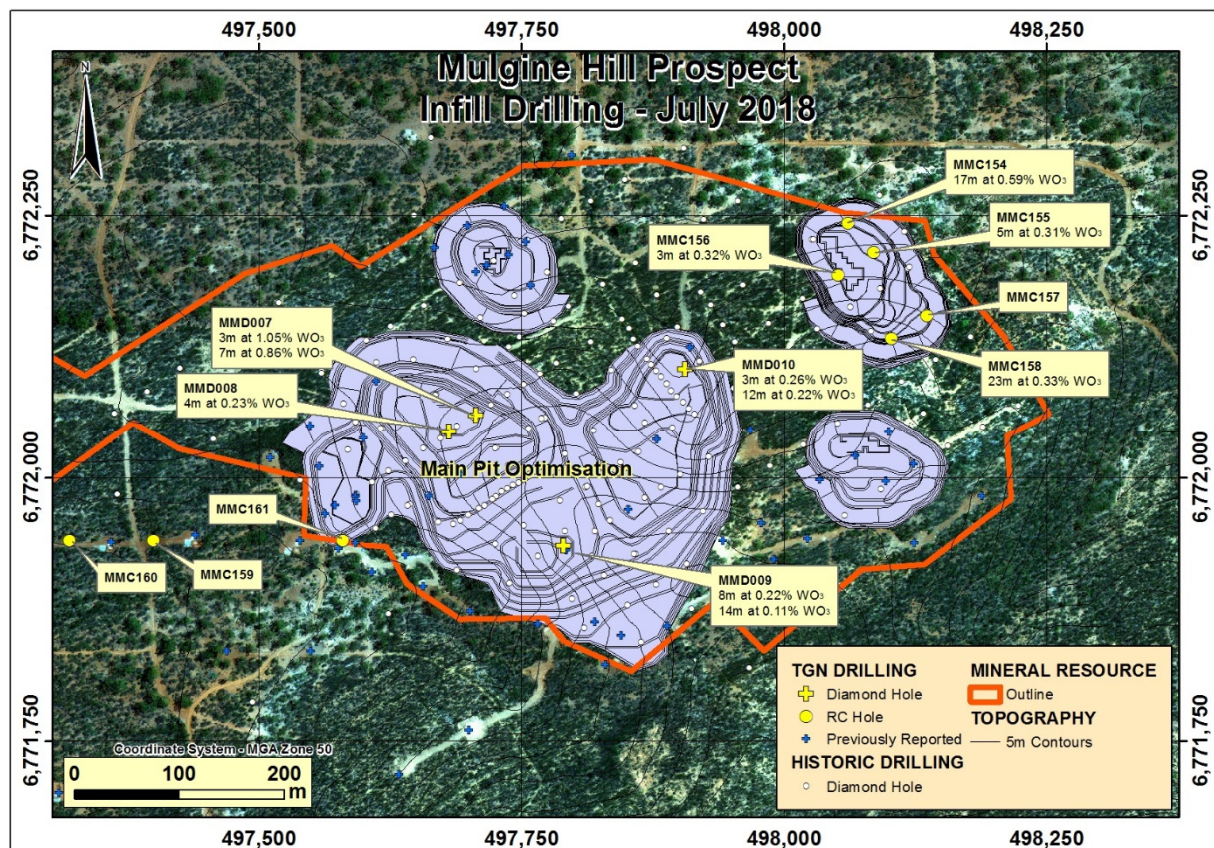 497,500
497,750
498,000
498,250
Mulgine Hill Prospect
Infill Drilling - July 2018
N
6,772,250
6,772,250
MMC154
17m at 0.59% WO₃
MMC155
5m at 0.31% WO₃
MMC156
3m at 0.32% WO₃
MMC157
MMD007
3m at 1.05% WO₃
7m at 0.86% WO₃
MMD010
3m at 0.26% WO₃
12m at 0.22% WO₃
MMC158
23m at 0.33% WO₃
MMD008
4m at 0.23% WO₃
Main Pit Optimisation
6,772,000
6,772,000
MMC161
MMC160
MMC159
MMD009
8m at 0.22% WO₃
14m at 0.11% WO₃
TGN DRILLING
Diamond Hole
RC Hole
Previously Reported
HISTORIC DRILLING
Diamond Hole
MINERAL RESOURCE
Outline
TOPOGRAPHY
5m Contours
6,771,750
6,771,750
Coordinate System - MGA Zone 50
0 100 200
m
497,500
497,750
498,000
498,250